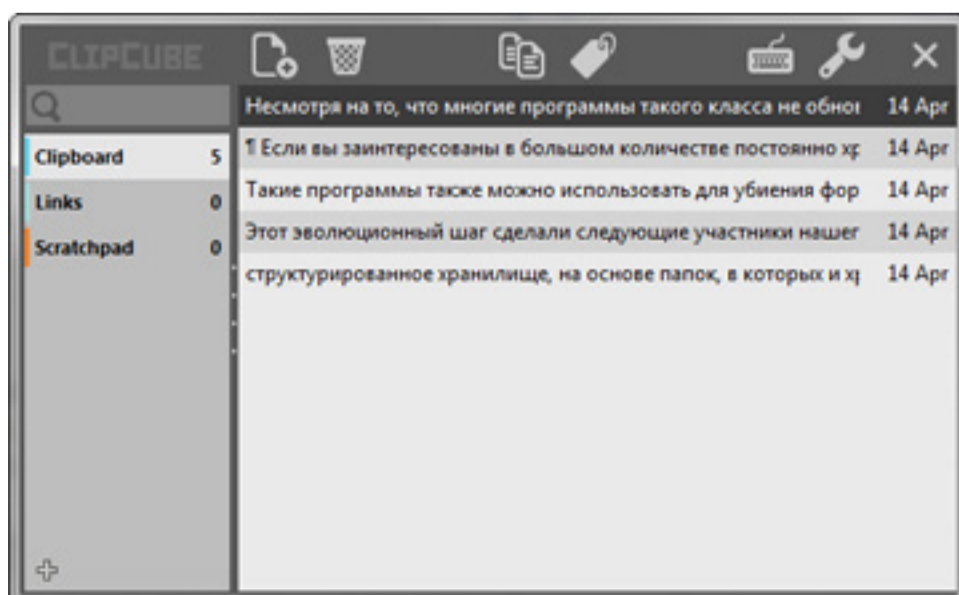 CLIPCUBE
Clipboard 5
Links 0
Scratchpad 0
Несмотря на то, что многие программы такого класса не 14 Apr
¶ Если вы заинтересованы в большом количестве постоянно 14 Apr
Такие программы также можно использовать для убиения фор 14 Apr
Этот эволюционный шаг сделали следующие участники 14 Apr
структурированное хранилище, на основе папок, в которых и 14 Apr